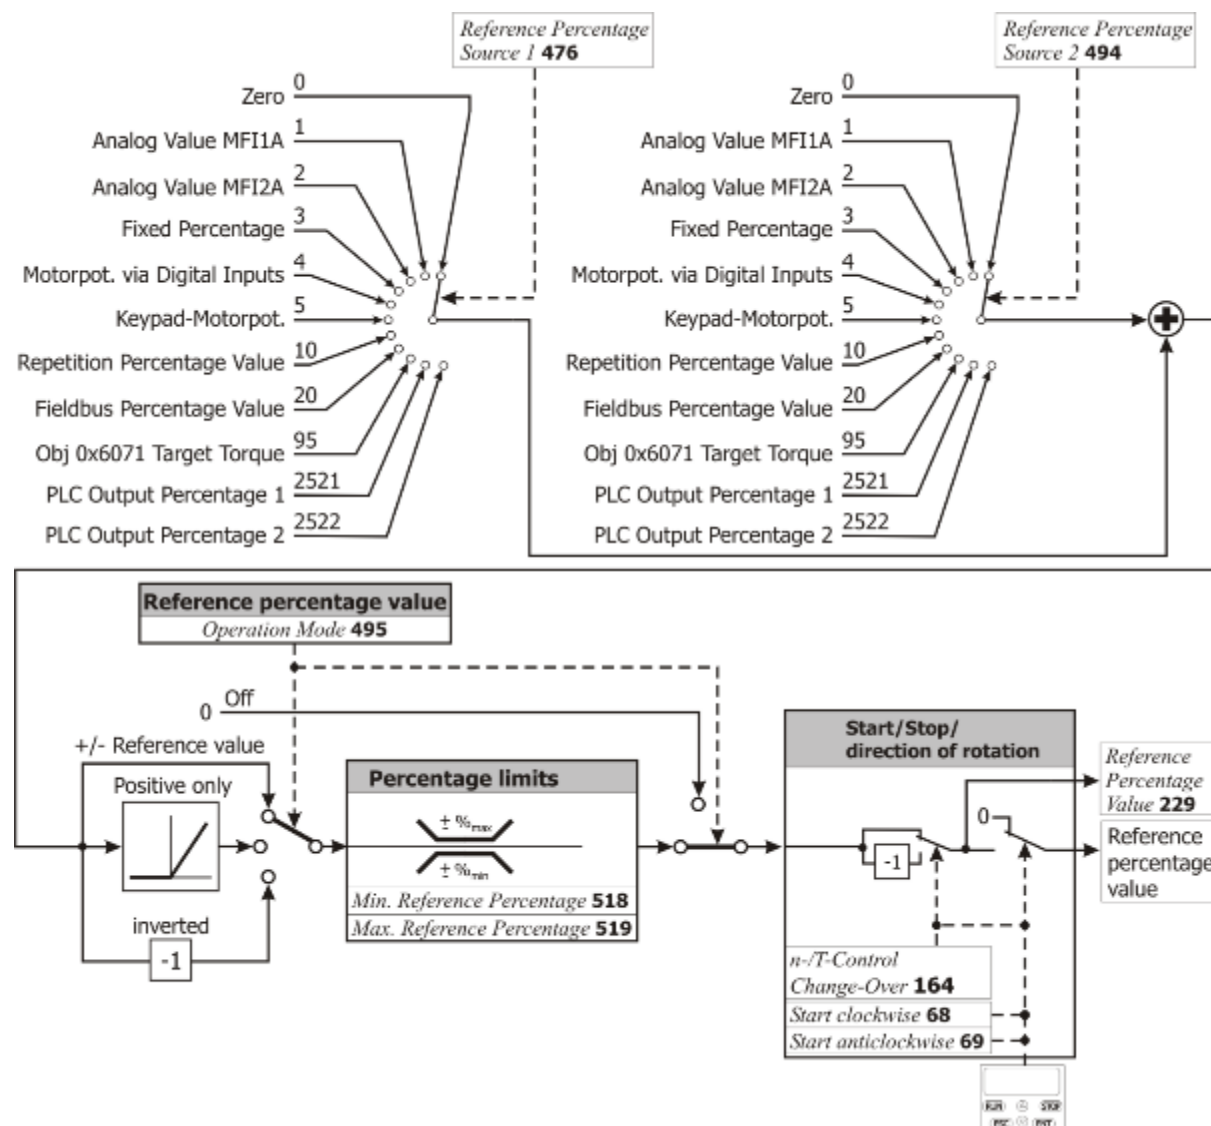 Reference Percentage
Source 1 476
Reference Percentage
Source 2 494
Zero 0
Analog Value MFI1A 1
Analog Value MFI2A 2
Fixed Percentage 3
Motorpot. via Digital Inputs 4
Keypad-Motorpot. 5
Repetition Percentage Value 10
Fieldbus Percentage Value 20
Obj 0x6071 Target Torque 95
PLC Output Percentage 1 2521
PLC Output Percentage 2 2522
Zero 0
Analog Value MFI1A 1
Analog Value MFI2A 2
Fixed Percentage 3
Motorpot. via Digital Inputs 4
Keypad-Motorpot. 5
Repetition Percentage Value 10
Fieldbus Percentage Value 20
Obj 0x6071 Target Torque 95
PLC Output Percentage 1 2521
PLC Output Percentage 2 2522
+
Reference percentage value
Operation Mode 495
0 Off
+/- Reference value
Positive only
inverted
-1
Percentage limits
± %max
± %min
Min. Reference Percentage 518
Max. Reference Percentage 519
Start/Stop/
direction of rotation
-1
0
n-/T-Control
Change-Over 164
Start clockwise 68
Start anticlockwise 69
Reference
Percentage
Value 229
Reference
percentage
value
RUN STOP
ESC ENT